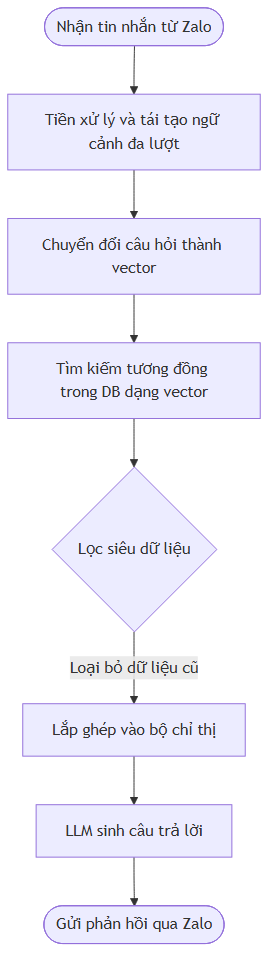 Nhận tin nhắn từ Zalo
Tiền xử lý và tái tạo ngữ
cảnh đa lượt
Chuyển đổi câu hỏi thành
vector
Tìm kiếm tương đồng
trong DB dạng vector
Lọc siêu dữ liệu
Loại bỏ dữ liệu cũ
Lắp ghép vào bộ chỉ thị
LLM sinh câu trả lời
Gửi phản hồi qua Zalo